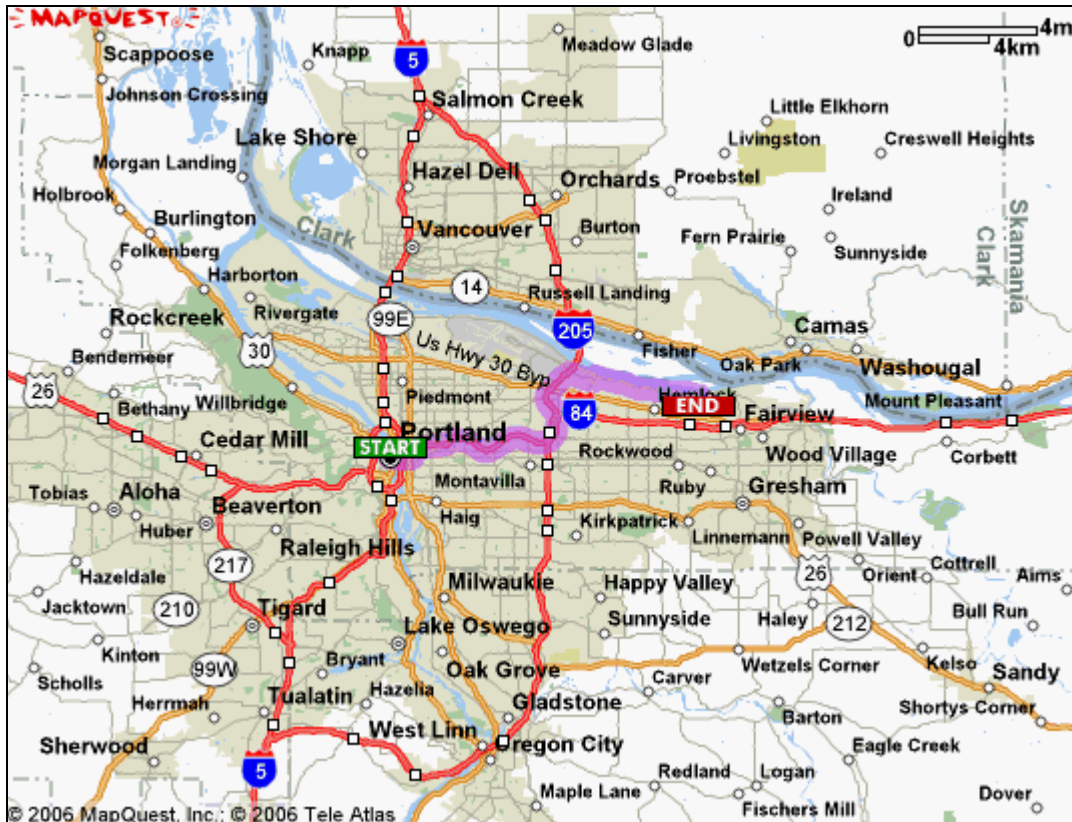 MAPQUEST
4m
0
4km
Scappoose
Knapp
5
Meadow Glade
Johnson Crossing
Salmon Creek
Little Elkhorn
Lake Shore
Livingston
Creswell Heights
Morgan Landing
Hazel Dell
Orchards
Proebstel
Holbrook
Ireland
Burlington
Clark
Vancouver
Burton
Skamania
Clark
Folkenberg
Fern Prairie
Sunnyside
Harborton
14
Russell Landing
Rivergate
99E
Rockcreek
205
Camas
30
Us Hwy 30 Byp
Fisher
Oak Park
Washougal
Bendemeer
26
Bethany
Willbridge
Piedmont
Hemlock
END
Mount Pleasant
84
Fairview
Cedar Mill
START
Portland
Wood Village
Rockwood
Corbett
Tobias
Aloha
Montavilla
Ruby
Gresham
Huber
Beaverton
Haig
Kirkpatrick
Linnemann
Powell Valley
Raleigh Hills
217
Hazeldale
Milwaukie
Happy Valley
26
Orient
Cottrell
Aims
Jacktown
210
Tigard
Sunnyside
Haley
212
Bull Run
Lake Oswego
Kinton
99W
Bryant
Oak Grove
Wetzels Corner
Kelso
Sandy
Scholls
Tualatin
Hazelia
Carver
Herrmah
Gladstone
Barton
Shortys Corner
West Linn
Sherwood
Oregon City
Eagle Creek
5
Redland
Logan
Maple Lane
Fischers Mill
Dover
© 2006 MapQuest, Inc.; © 2006 Tele Atlas